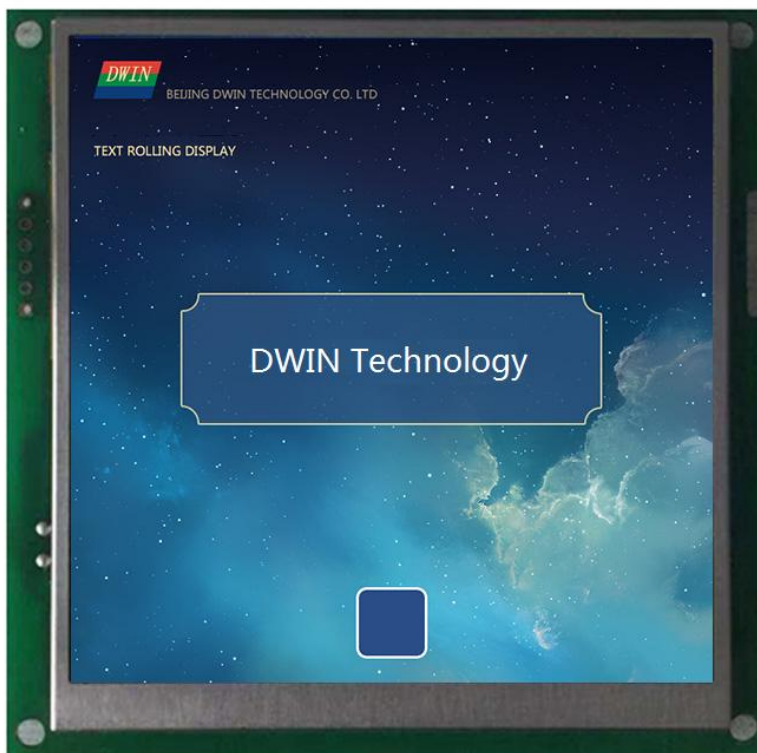 DWIN
BEIJING DWIN TECHNOLOGY CO. LTD
TEXT ROLLING DISPLAY
DWIN Technology